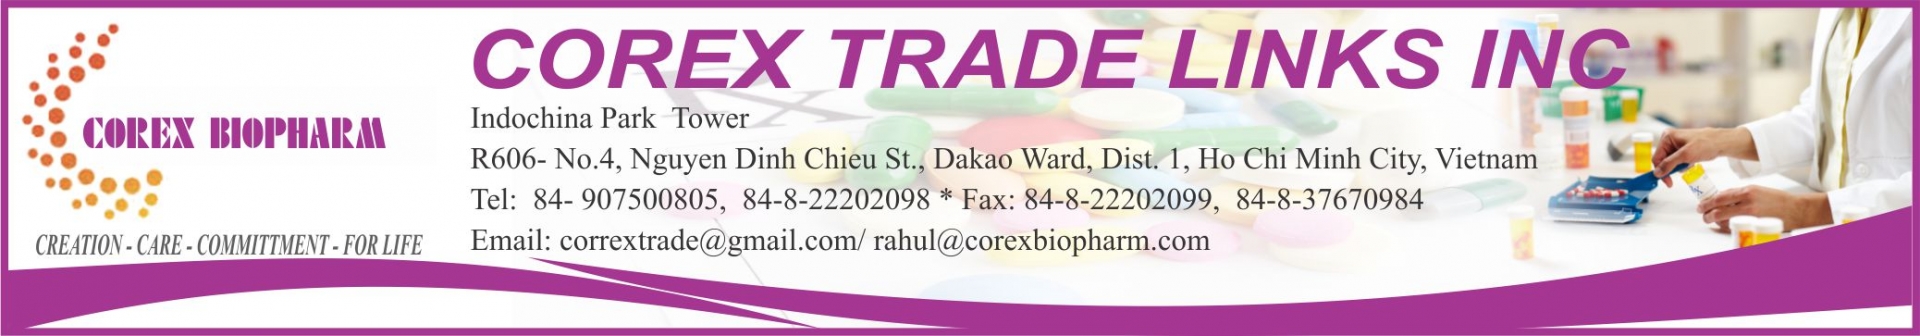 COREX BIOPHARM
CREATION - CARE - COMMITTMENT - FOR LIFE
COREX TRADE LINKS INC
Indochina Park Tower
R606- No.4, Nguyen Dinh Chieu St., Dakao Ward, Dist. 1, Ho Chi Minh City, Vietnam
Tel: 84- 907500805, 84-8-22202098 * Fax: 84-8-22202099, 84-8-37670984
Email: corrextrade@gmail.com/ rahul@corexbiopharm.com